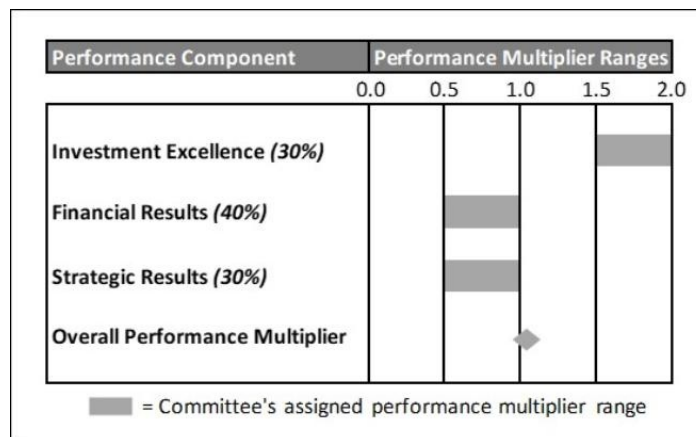 Performance Component Performance Multiplier Ranges
0.0 0.5 1.0 1.5 2.0
Investment Excellence (30%)
Financial Results (40%)
Strategic Results (30%)
Overall Performance Multiplier
= Committee's assigned performance multiplier range